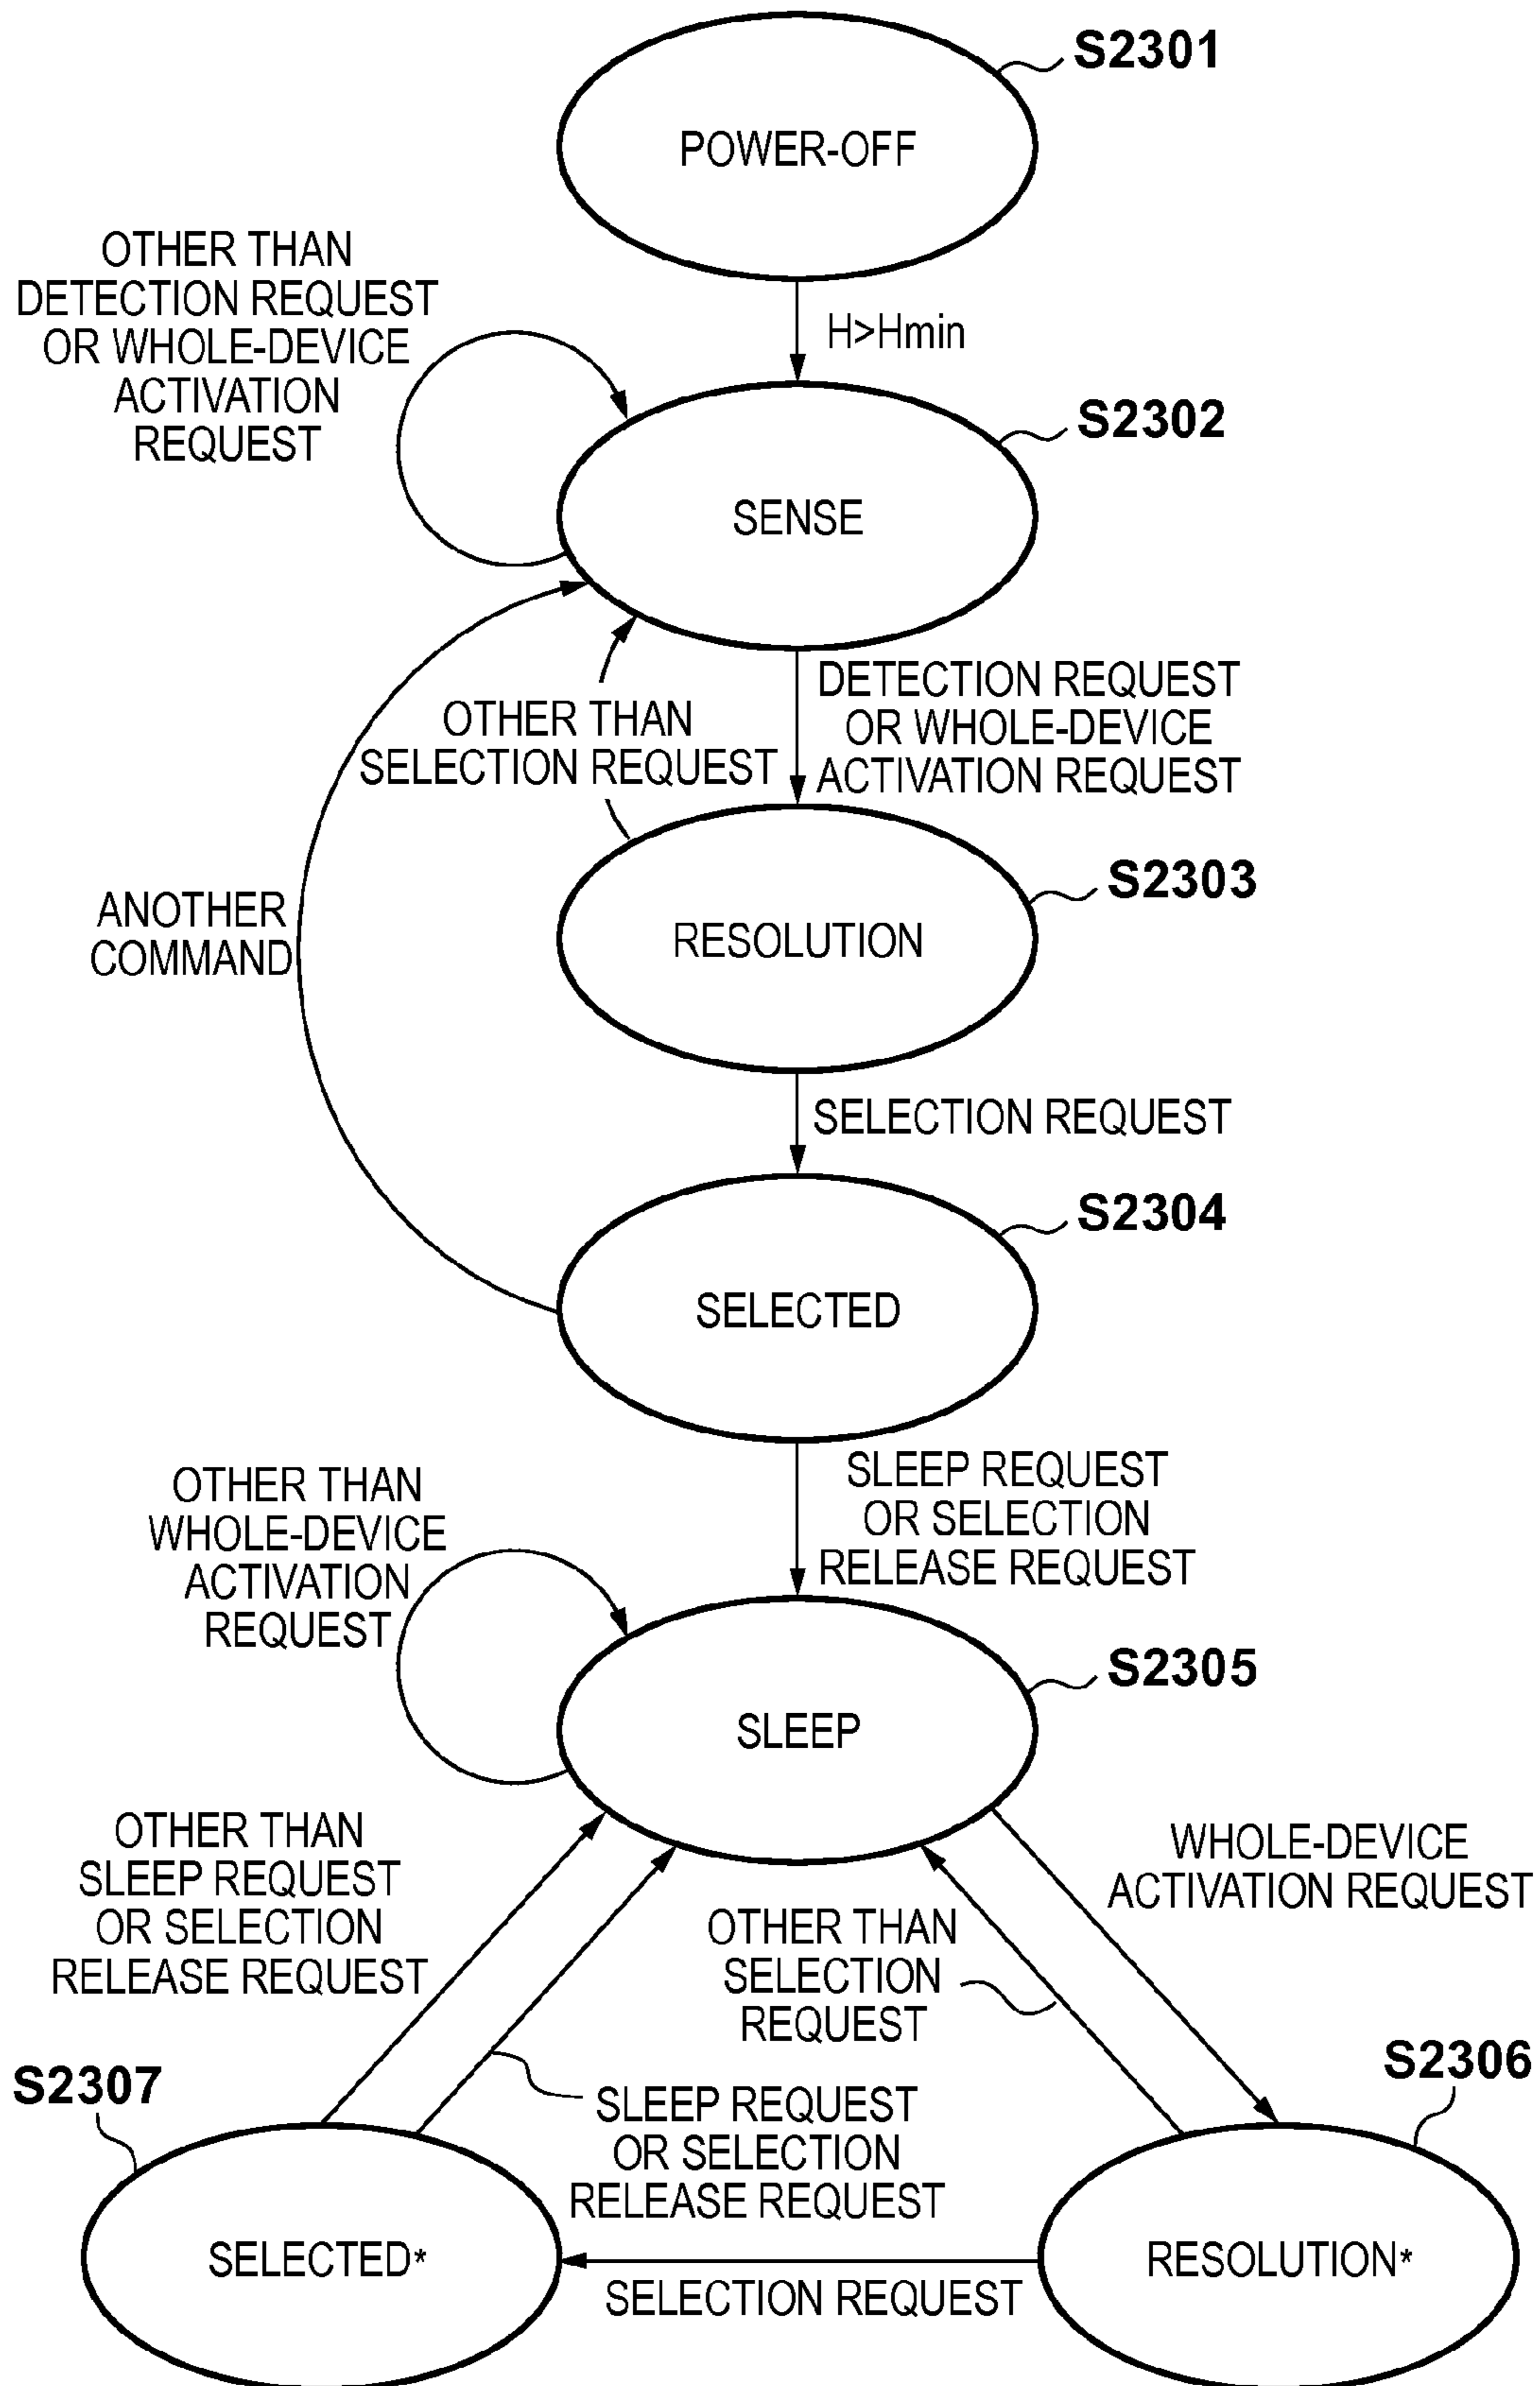 S2301
POWER-OFF
H>Hmin
OTHER THAN
DETECTION REQUEST
OR WHOLE-DEVICE
ACTIVATION
REQUEST
S2302
SENSE
DETECTION REQUEST
OR WHOLE-DEVICE
ACTIVATION REQUEST
OTHER THAN
SELECTION REQUEST
S2303
RESOLUTION
ANOTHER
COMMAND
SELECTION REQUEST
S2304
SELECTED
SLEEP REQUEST
OR SELECTION
RELEASE REQUEST
OTHER THAN
WHOLE-DEVICE
ACTIVATION
REQUEST
S2305
SLEEP
OTHER THAN
SLEEP REQUEST
OR SELECTION
RELEASE REQUEST
WHOLE-DEVICE
ACTIVATION REQUEST
OTHER THAN
SELECTION
REQUEST
S2307
S2306
SLEEP REQUEST
OR SELECTION
RELEASE REQUEST
SELECTED*
RESOLUTION*
SELECTION REQUEST